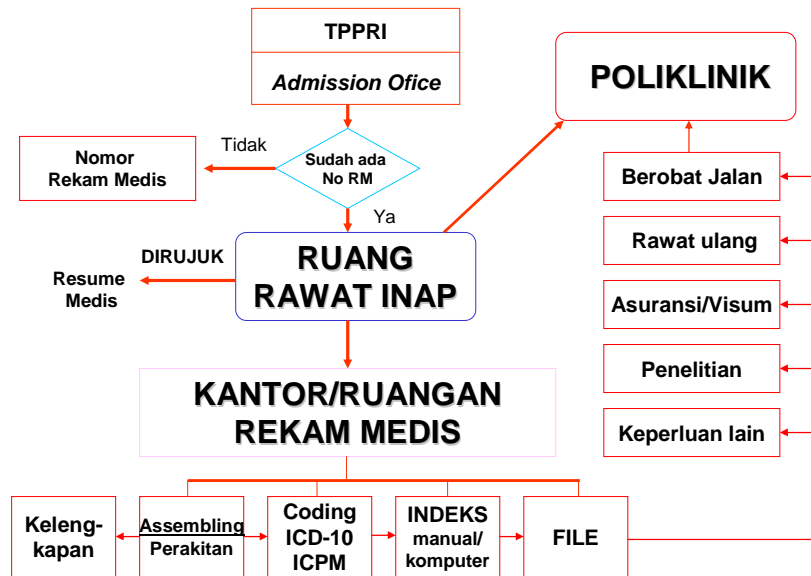 TPPRI
Admission Ofice
POLIKLINIK
Tidak
Sudah ada
No RM
Nomor
Rekam Medis
Ya
Berobat Jalan
DIRUJUK
RUANG
RAWAT INAP
Rawat ulang
Resume
Medis
Asuransi/Visum
Penelitian
KANTOR/RUANGAN
REKAM MEDIS
Keperluan lain
Keleng-
kapan
Assembling
Perakitan
Coding
ICD-10
ICPM
INDEKS
manual/
komputer
FILE